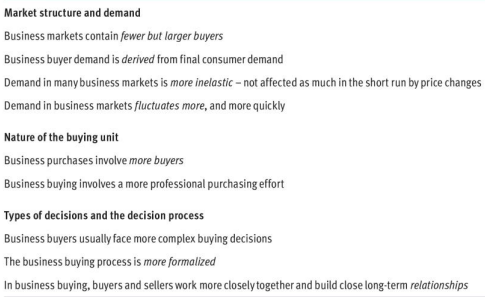 Market structure and demand
Business markets contain fewer but larger buyers
Business buyer demand is derived from final consumer demand
Demand in many business markets is more inelastic – not affected as much in the short run by price changes
Demand in business markets fluctuates more, and more quickly
Nature of the buying unit
Business purchases involve more buyers
Business buying involves a more professional purchasing effort
Types of decisions and the decision process
Business buyers usually face more complex buying decisions
The business buying process is more formalized
In business buying, buyers and sellers work more closely together and build close long-term relationships